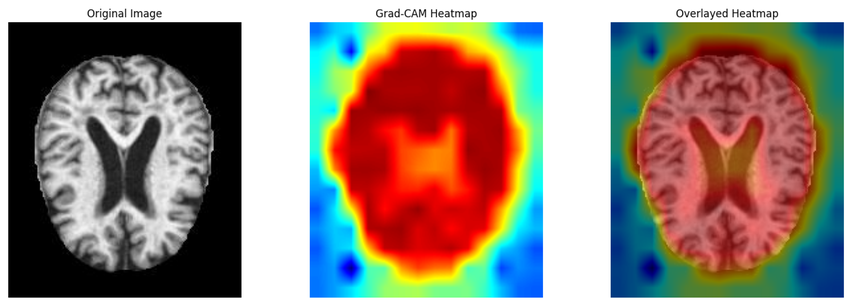 Original Image
Grad-CAM Heatmap
Overlayed Heatmap